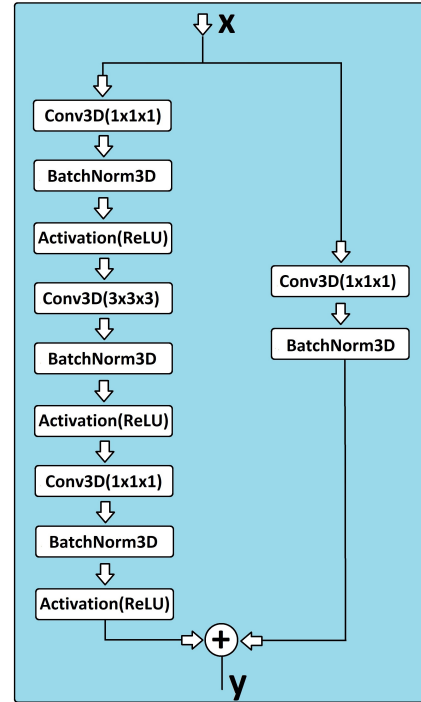 x
Conv3D(1x1x1)
BatchNorm3D
Activation(ReLU)
Conv3D(3x3x3)
BatchNorm3D
Activation(ReLU)
Conv3D(1x1x1)
BatchNorm3D
Activation(ReLU)
Conv3D(1x1x1)
BatchNorm3D
+
y